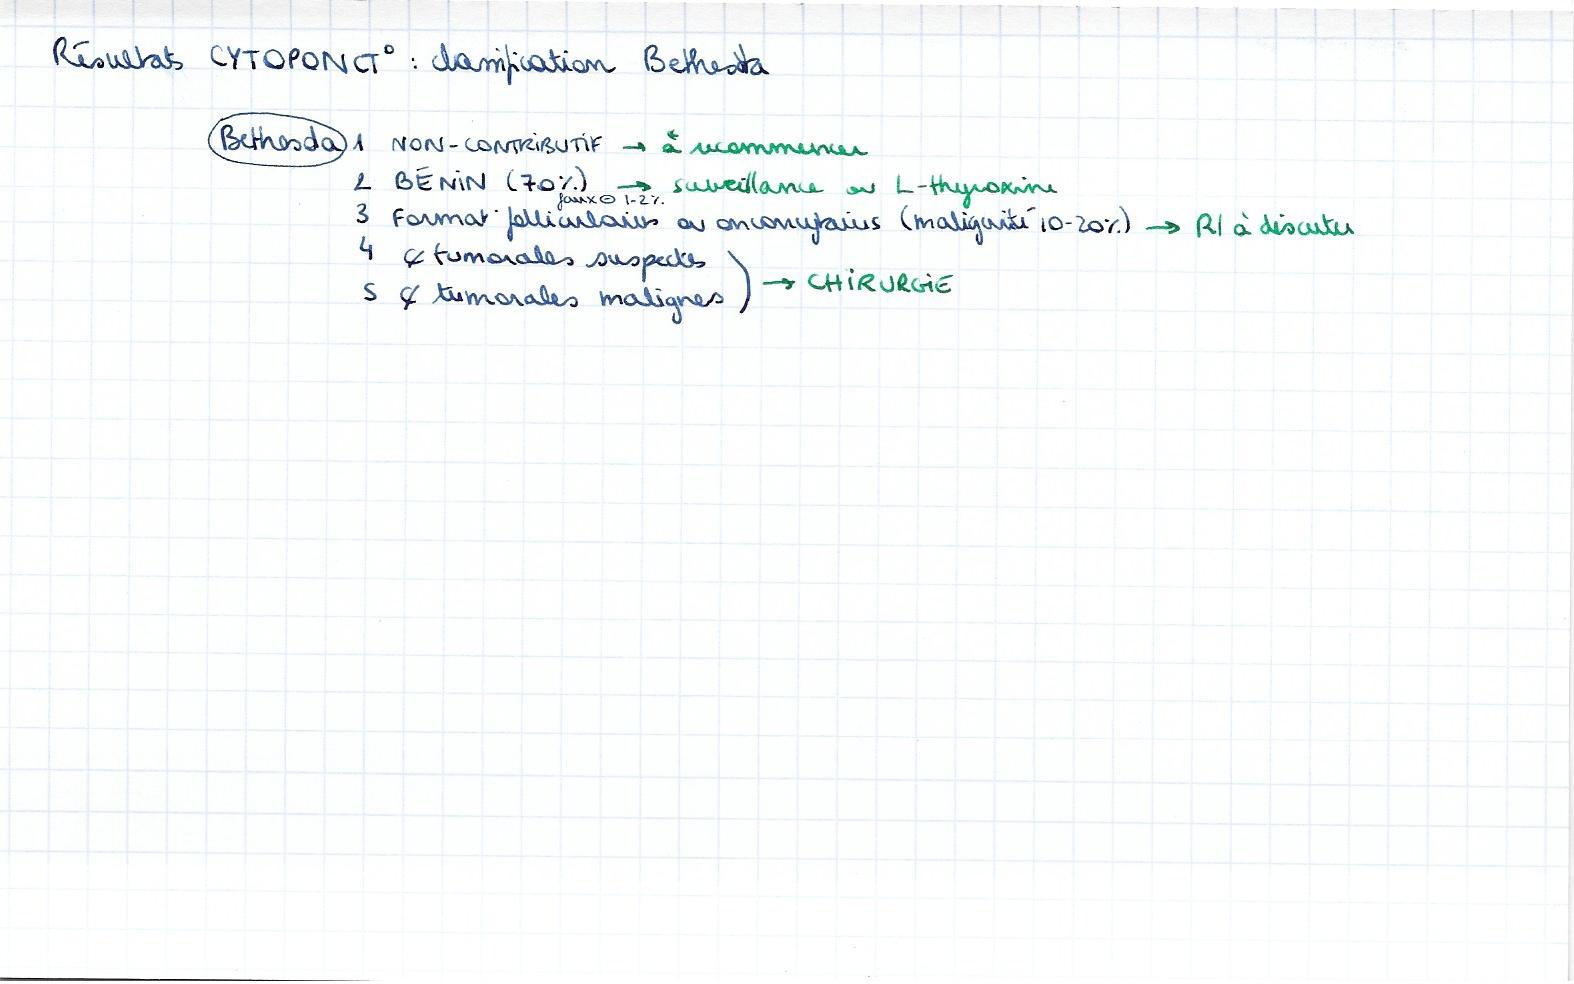 Résultats CYTOPONCT° : classification Bethesda
Bethesda 1 NON-CONTRIBUTIF → à recommencer
2 BÉNIN (70%) → surveillance ou L-thyroxine
faux ⊖ 1-2%
3 Format° folliculaires ou oncocytaires (malignité 10-20%) → RI à discuter
4 ¢ tumorales suspectes
5 ¢ tumorales malignes
→ CHIRURGIE